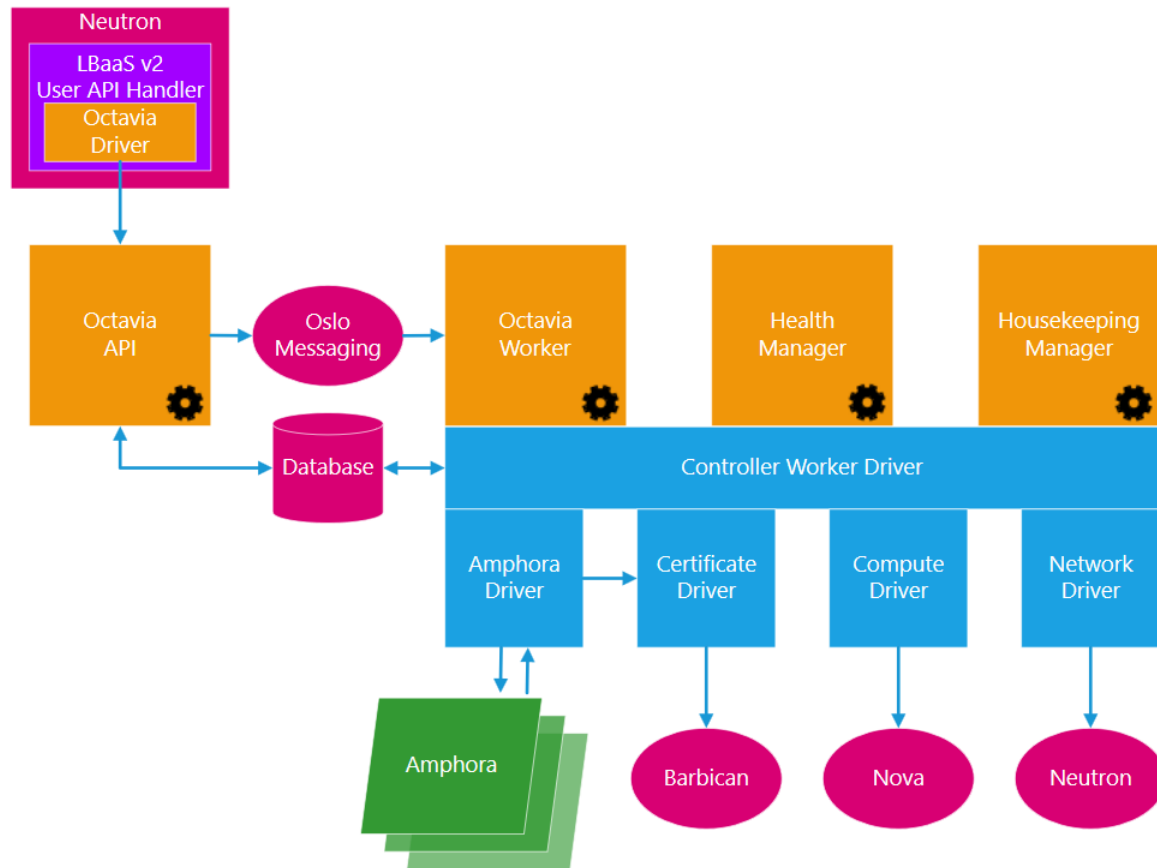 Neutron
LBaaS v2
User API Handler
Octavia
Driver
Octavia
API
Oslo
Messaging
Octavia
Worker
Health
Manager
Housekeeping
Manager
Database
Controller Worker Driver
Amphora
Driver
Certificate
Driver
Compute
Driver
Network
Driver
Amphora
Barbican
Nova
Neutron